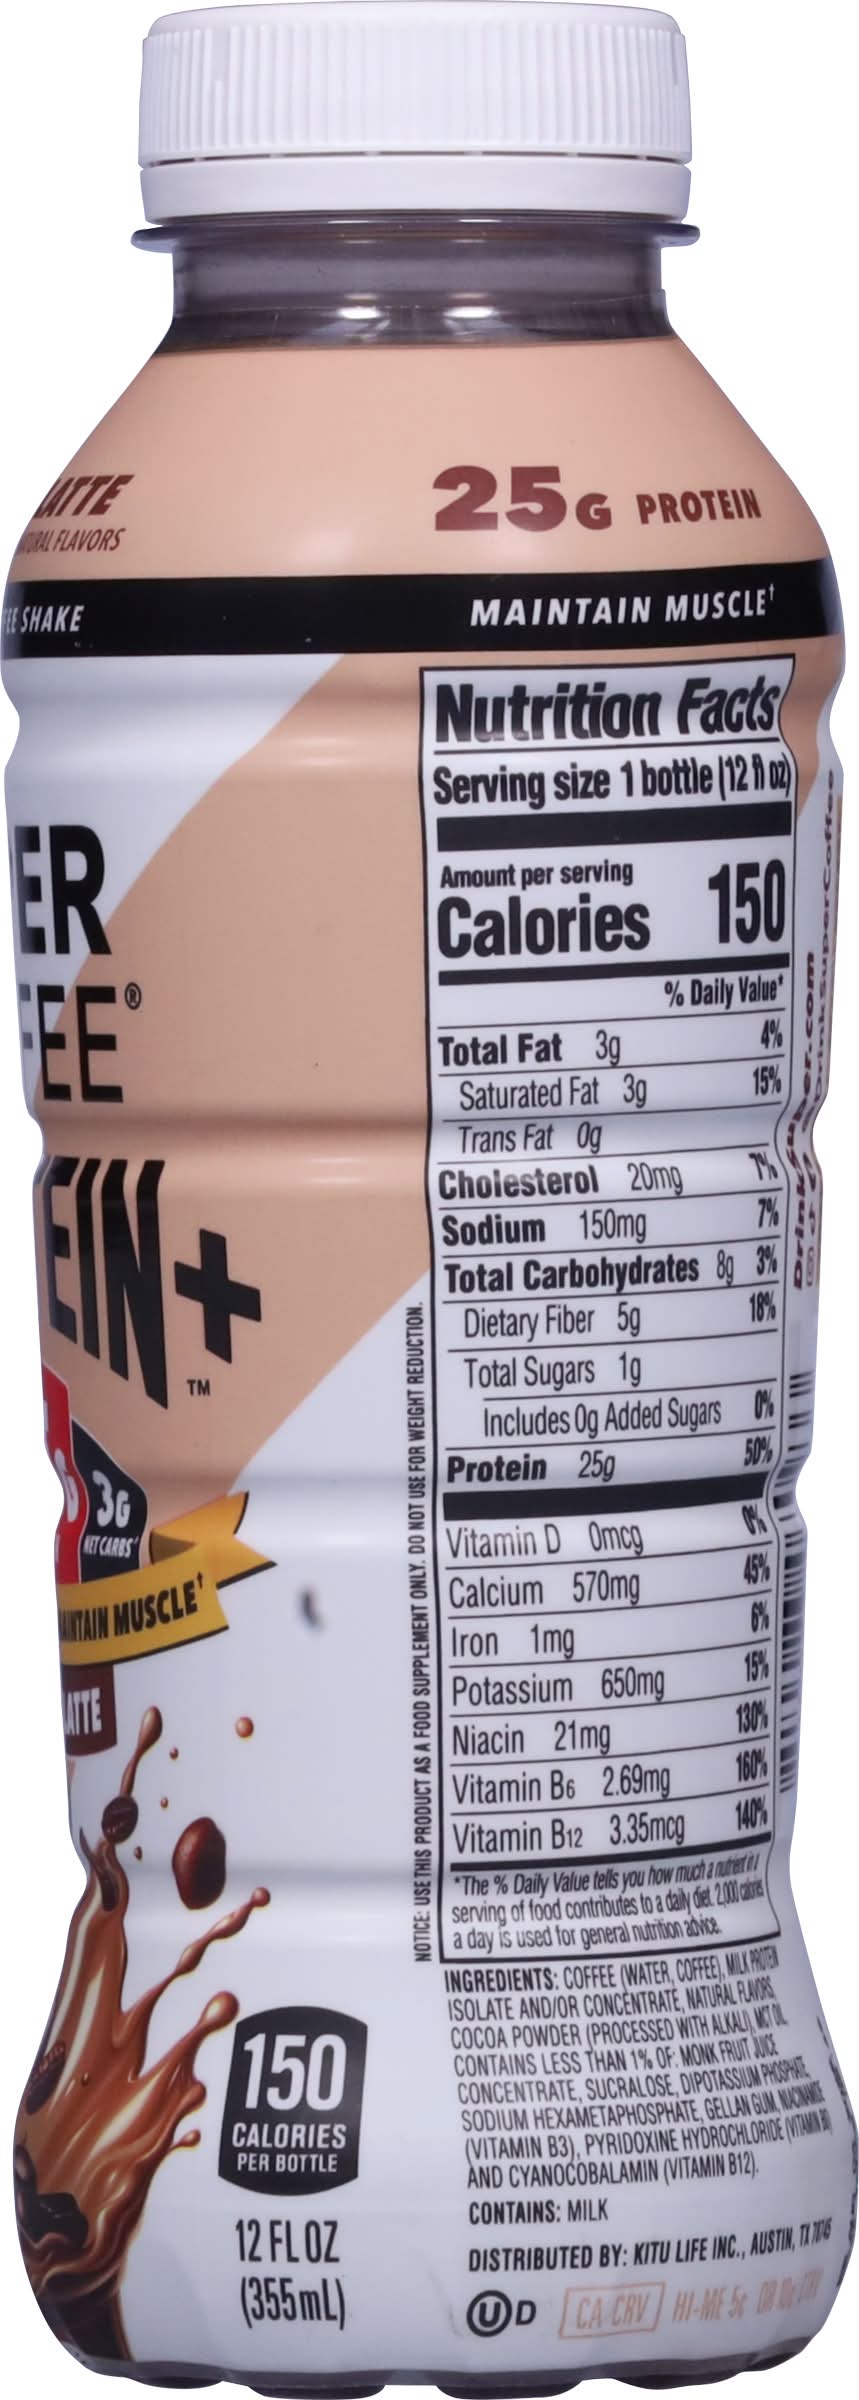 LATTE
NATURAL FLAVORS
25G PROTEIN
SHAKE
MAINTAIN MUSCLE†
ER
FEE®
EIN+
TM
3G
NET CARBS
MAINTAIN MUSCLE†
LATTE
150
CALORIES
PER BOTTLE
12 FL OZ
(355mL)
NOTICE: USE THIS PRODUCT AS A FOOD SUPPLEMENT ONLY. DO NOT USE FOR WEIGHT REDUCTION.
Nutrition Facts
Serving size 1 bottle (12 fl oz)
Amount per serving
Calories 150
% Daily Value*
Total Fat 3g 4%
Saturated Fat 3g 15%
Trans Fat 0g
Cholesterol 20mg 7%
Sodium 150mg 7%
Total Carbohydrates 8g 3%
Dietary Fiber 5g 18%
Total Sugars 1g
Includes 0g Added Sugars 0%
Protein 25g 50%
Vitamin D 0mcg 0%
Calcium 570mg 45%
Iron 1mg 6%
Potassium 650mg 15%
Niacin 21mg 130%
Vitamin B6 2.69mg 160%
Vitamin B12 3.35mcg 140%
*The % Daily Value tells you how much a nutrient in a
serving of food contributes to a daily diet. 2,000 calories
a day is used for general nutrition advice.
INGREDIENTS: COFFEE (WATER, COFFEE), MILK PROTEIN
ISOLATE AND/OR CONCENTRATE, NATURAL FLAVORS,
COCOA POWDER (PROCESSED WITH ALKALI), MCT OIL,
CONTAINS LESS THAN 1% OF: MONK FRUIT JUICE
CONCENTRATE, SUCRALOSE, DIPOTASSIUM PHOSPHATE,
SODIUM HEXAMETAPHOSPHATE, GELLAN GUM, NIACINAMIDE
(VITAMIN B3), PYRIDOXINE HYDROCHLORIDE (VITAMIN B6)
AND CYANOCOBALAMIN (VITAMIN B12).
CONTAINS: MILK
DISTRIBUTED BY: KITU LIFE INC., AUSTIN, TX 78745
U D CA CRV HI-ME 5¢
DrinkSuper.com
DrinkSuperCoffee